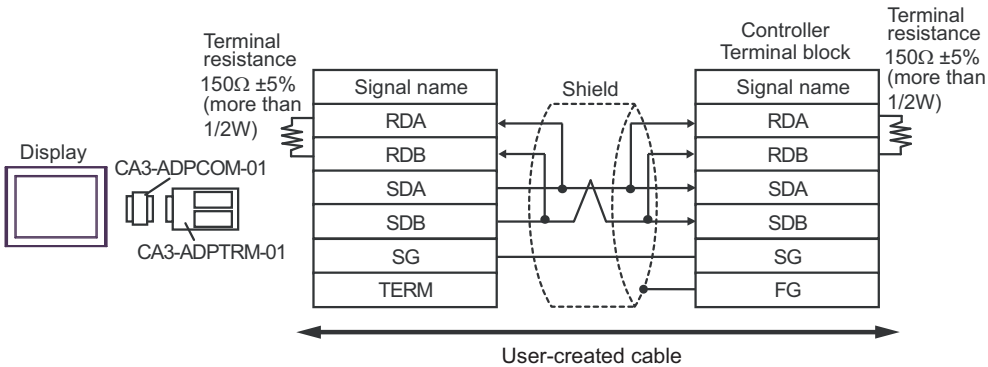 Terminal
resistance
150Ω ±5%
(more than
1/2W)
Display
CA3-ADPCOM-01
CA3-ADPTRM-01
Signal name
RDA
RDB
SDA
SDB
SG
TERM
Shield
Controller
Terminal block
Signal name
RDA
RDB
SDA
SDB
SG
FG
Terminal
resistance
150Ω ±5%
(more than
1/2W)
User-created cable